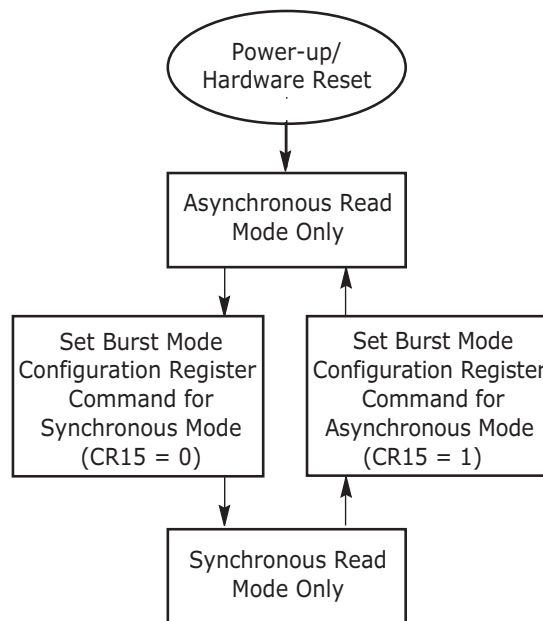 Power-up/
Hardware Reset
Asynchronous Read
Mode Only
Set Burst Mode
Configuration Register
Command for
Synchronous Mode
(CR15 = 0)
Set Burst Mode
Configuration Register
Command for
Asynchronous Mode
(CR15 = 1)
Synchronous Read
Mode Only